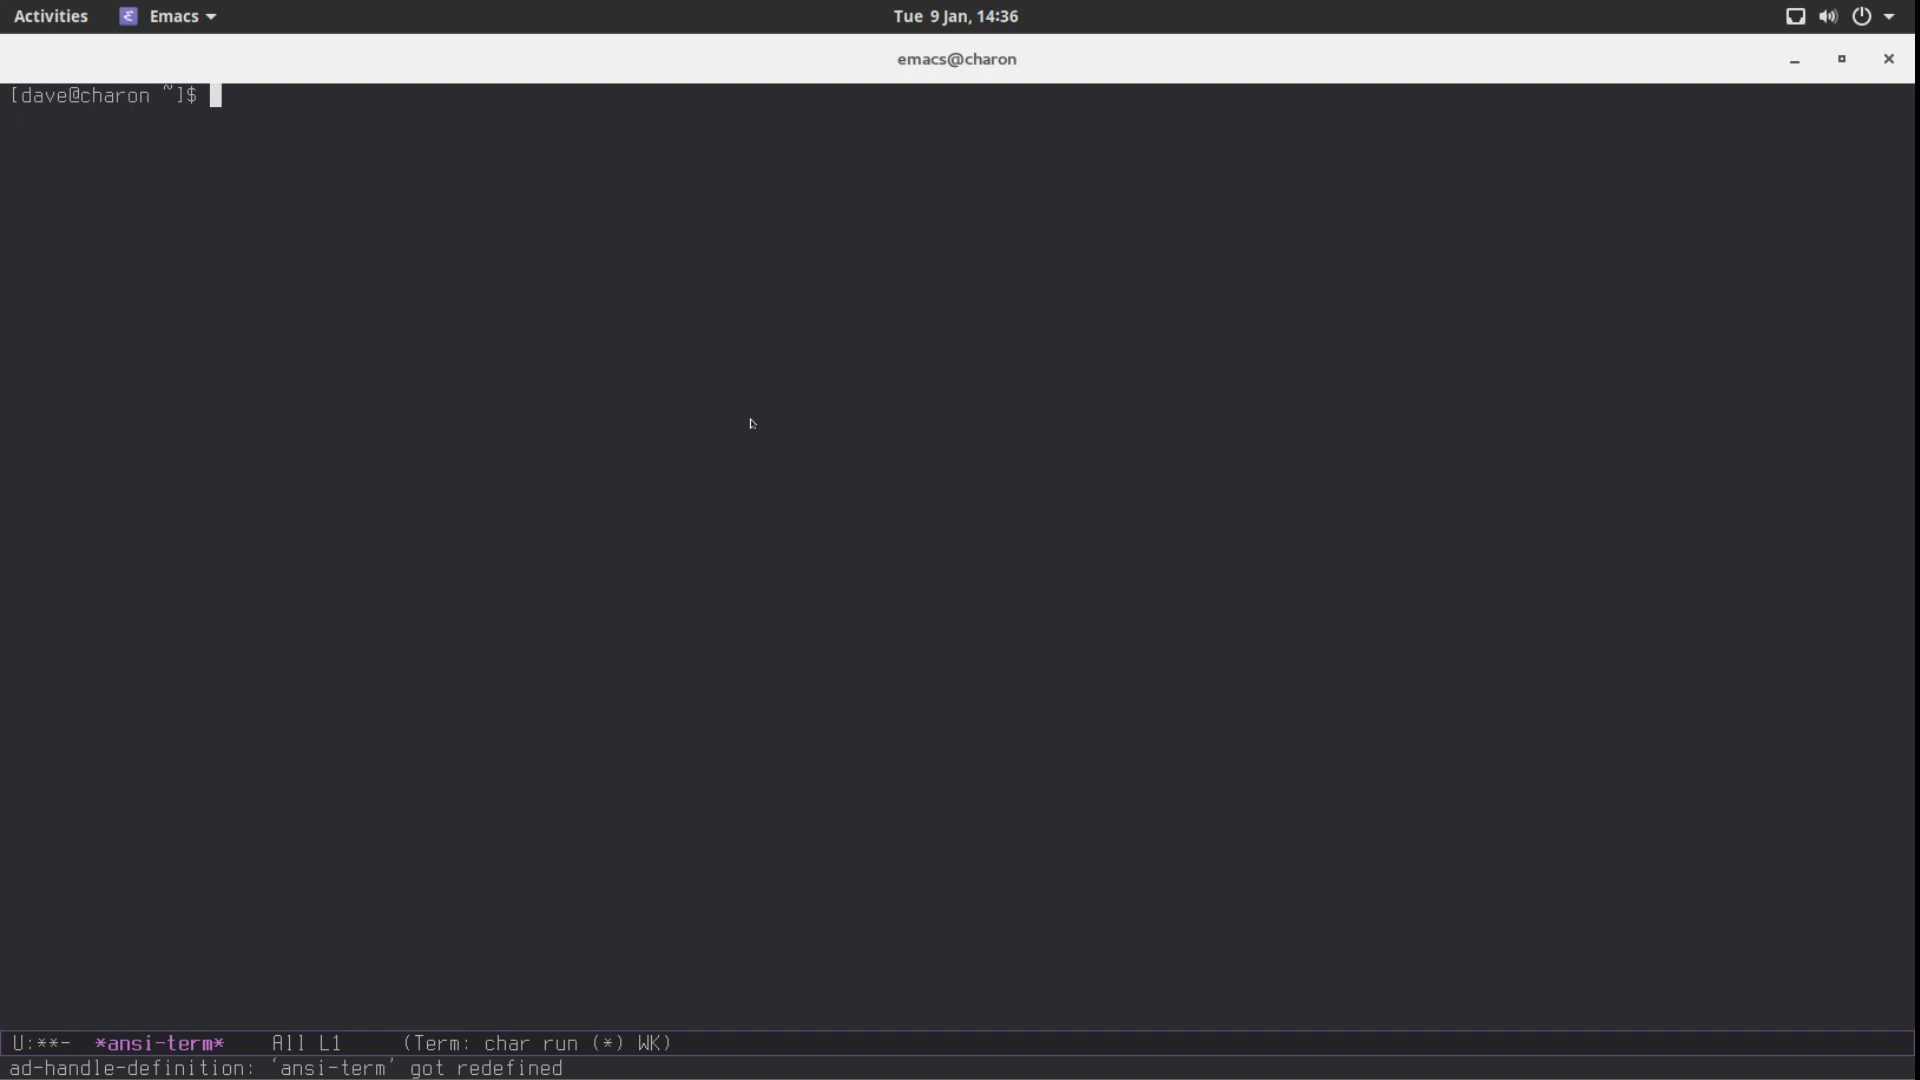 Activities Emacs Tue 9 Jan, 14:36
emacs@charon
[dave@charon ~]$
U:**- *ansi-term* All L1 (Term: char run (*) WK)
ad-handle-definition: ‘ansi-term’ got redefined